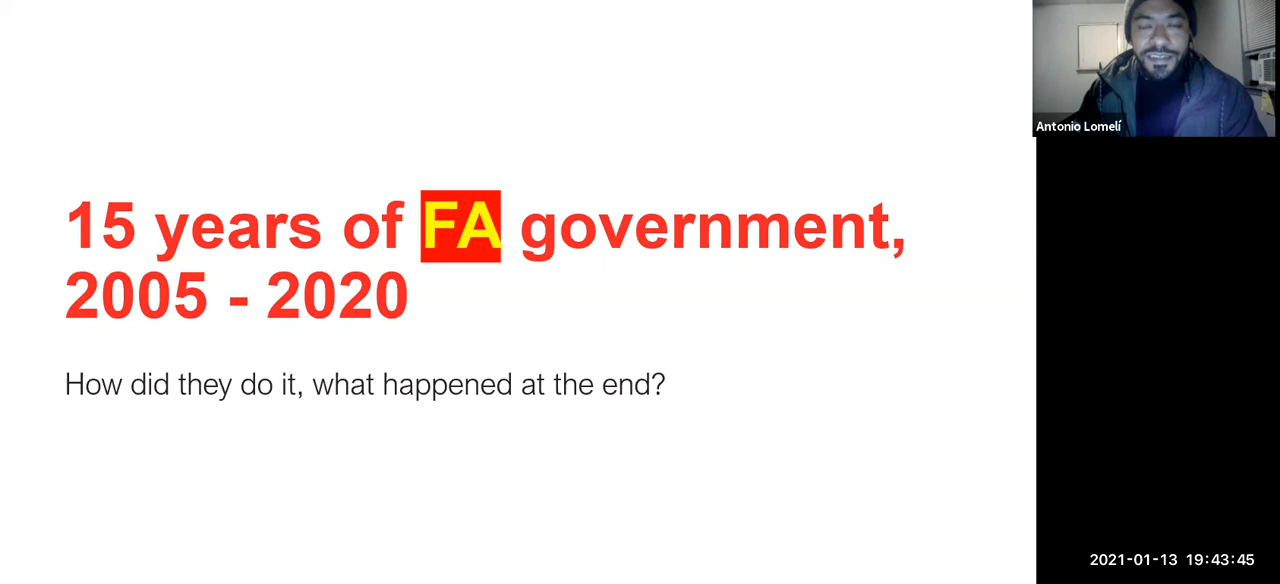 15 years of FA government,
2005 - 2020
How did they do it, what happened at the end?
Antonio Lomelí
2021-01-13 19:43:45